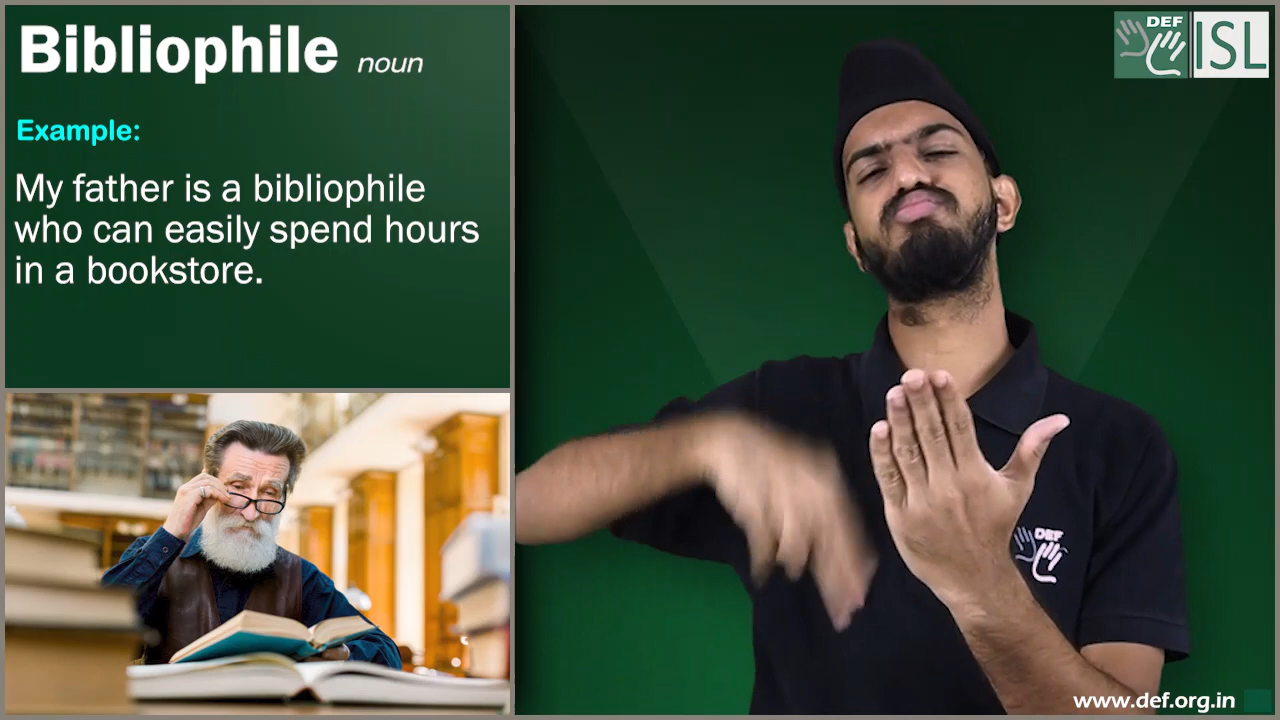 Bibliophile noun
Example:
My father is a bibliophile
who can easily spend hours
in a bookstore.
DEF
ISL
DEF
www.def.org.in